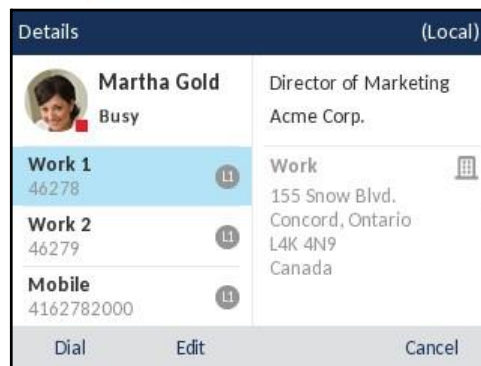 Details (Local)
Martha Gold
Busy
Work 1
46278
L1
Work 2
46279
L1
Mobile
4162782000
L1
Director of Marketing
Acme Corp.
Work
155 Snow Blvd.
Concord, Ontario
L4K 4N9
Canada
Dial Edit Cancel